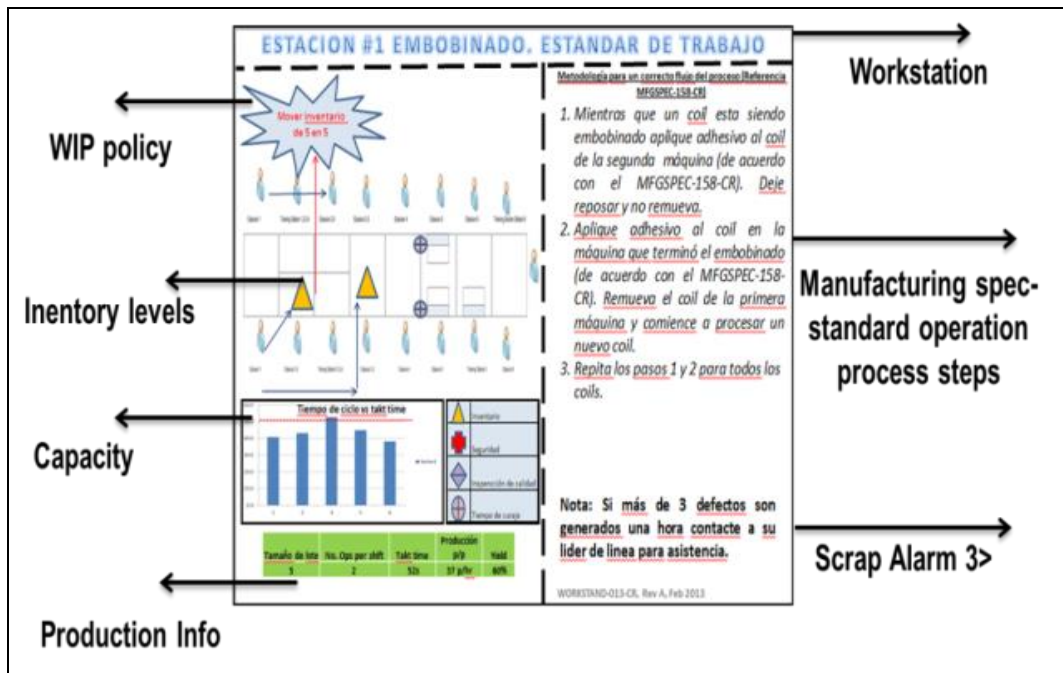 ESTACION #1 EMBOBINADO. ESTANDAR DE TRABAJO
Workstation
WIP policy
Mover inventario
de 5 en 5
Metodología para un correcto flujo del proceso (Referencia
MFGSPEC-158-CR)
1. Mientras que un coil esta siendo
embobinado aplique adhesivo al coil
de la segunda máquina (de acuerdo
con el MFGSPEC-158-CR). Deje
reposar y no remueva.
2. Aplique adhesivo al coil en la
máquina que terminó el embobinado
(de acuerdo con el MFGSPEC-158-
CR). Remueva el coil de la primera
máquina y comience a procesar un
nuevo coil.
3. Repita los pasos 1 y 2 para todos los
coils.
Manufacturing spec-
standard operation
process steps
Inentory levels
Capacity
Tiempo de ciclo vs takt time
Inventario
Seguridad
Inspección de calidad
Tiempo de curado
Nota: Si más de 3 defectos son
generados una hora contacte a su
lider de linea para asistencia.
Scrap Alarm 3>
Tamaño de lote No. Ops per shift Takt time Producción p/p Yield
5 2 52s 37 p/hr 60%
WORKSTAND-013-CR, Rev A, Feb 2013
Production Info